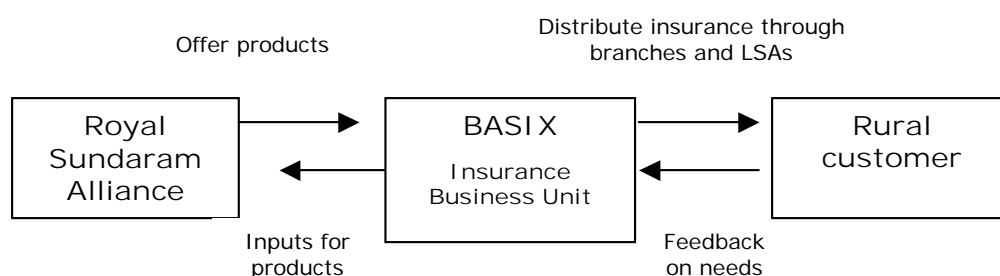 Offer products
Distribute insurance through
branches and LSAs
Royal
Sundaram
Alliance
BASIX
Insurance
Business Unit
Rural
customer
Inputs for
products
Feedback
on needs